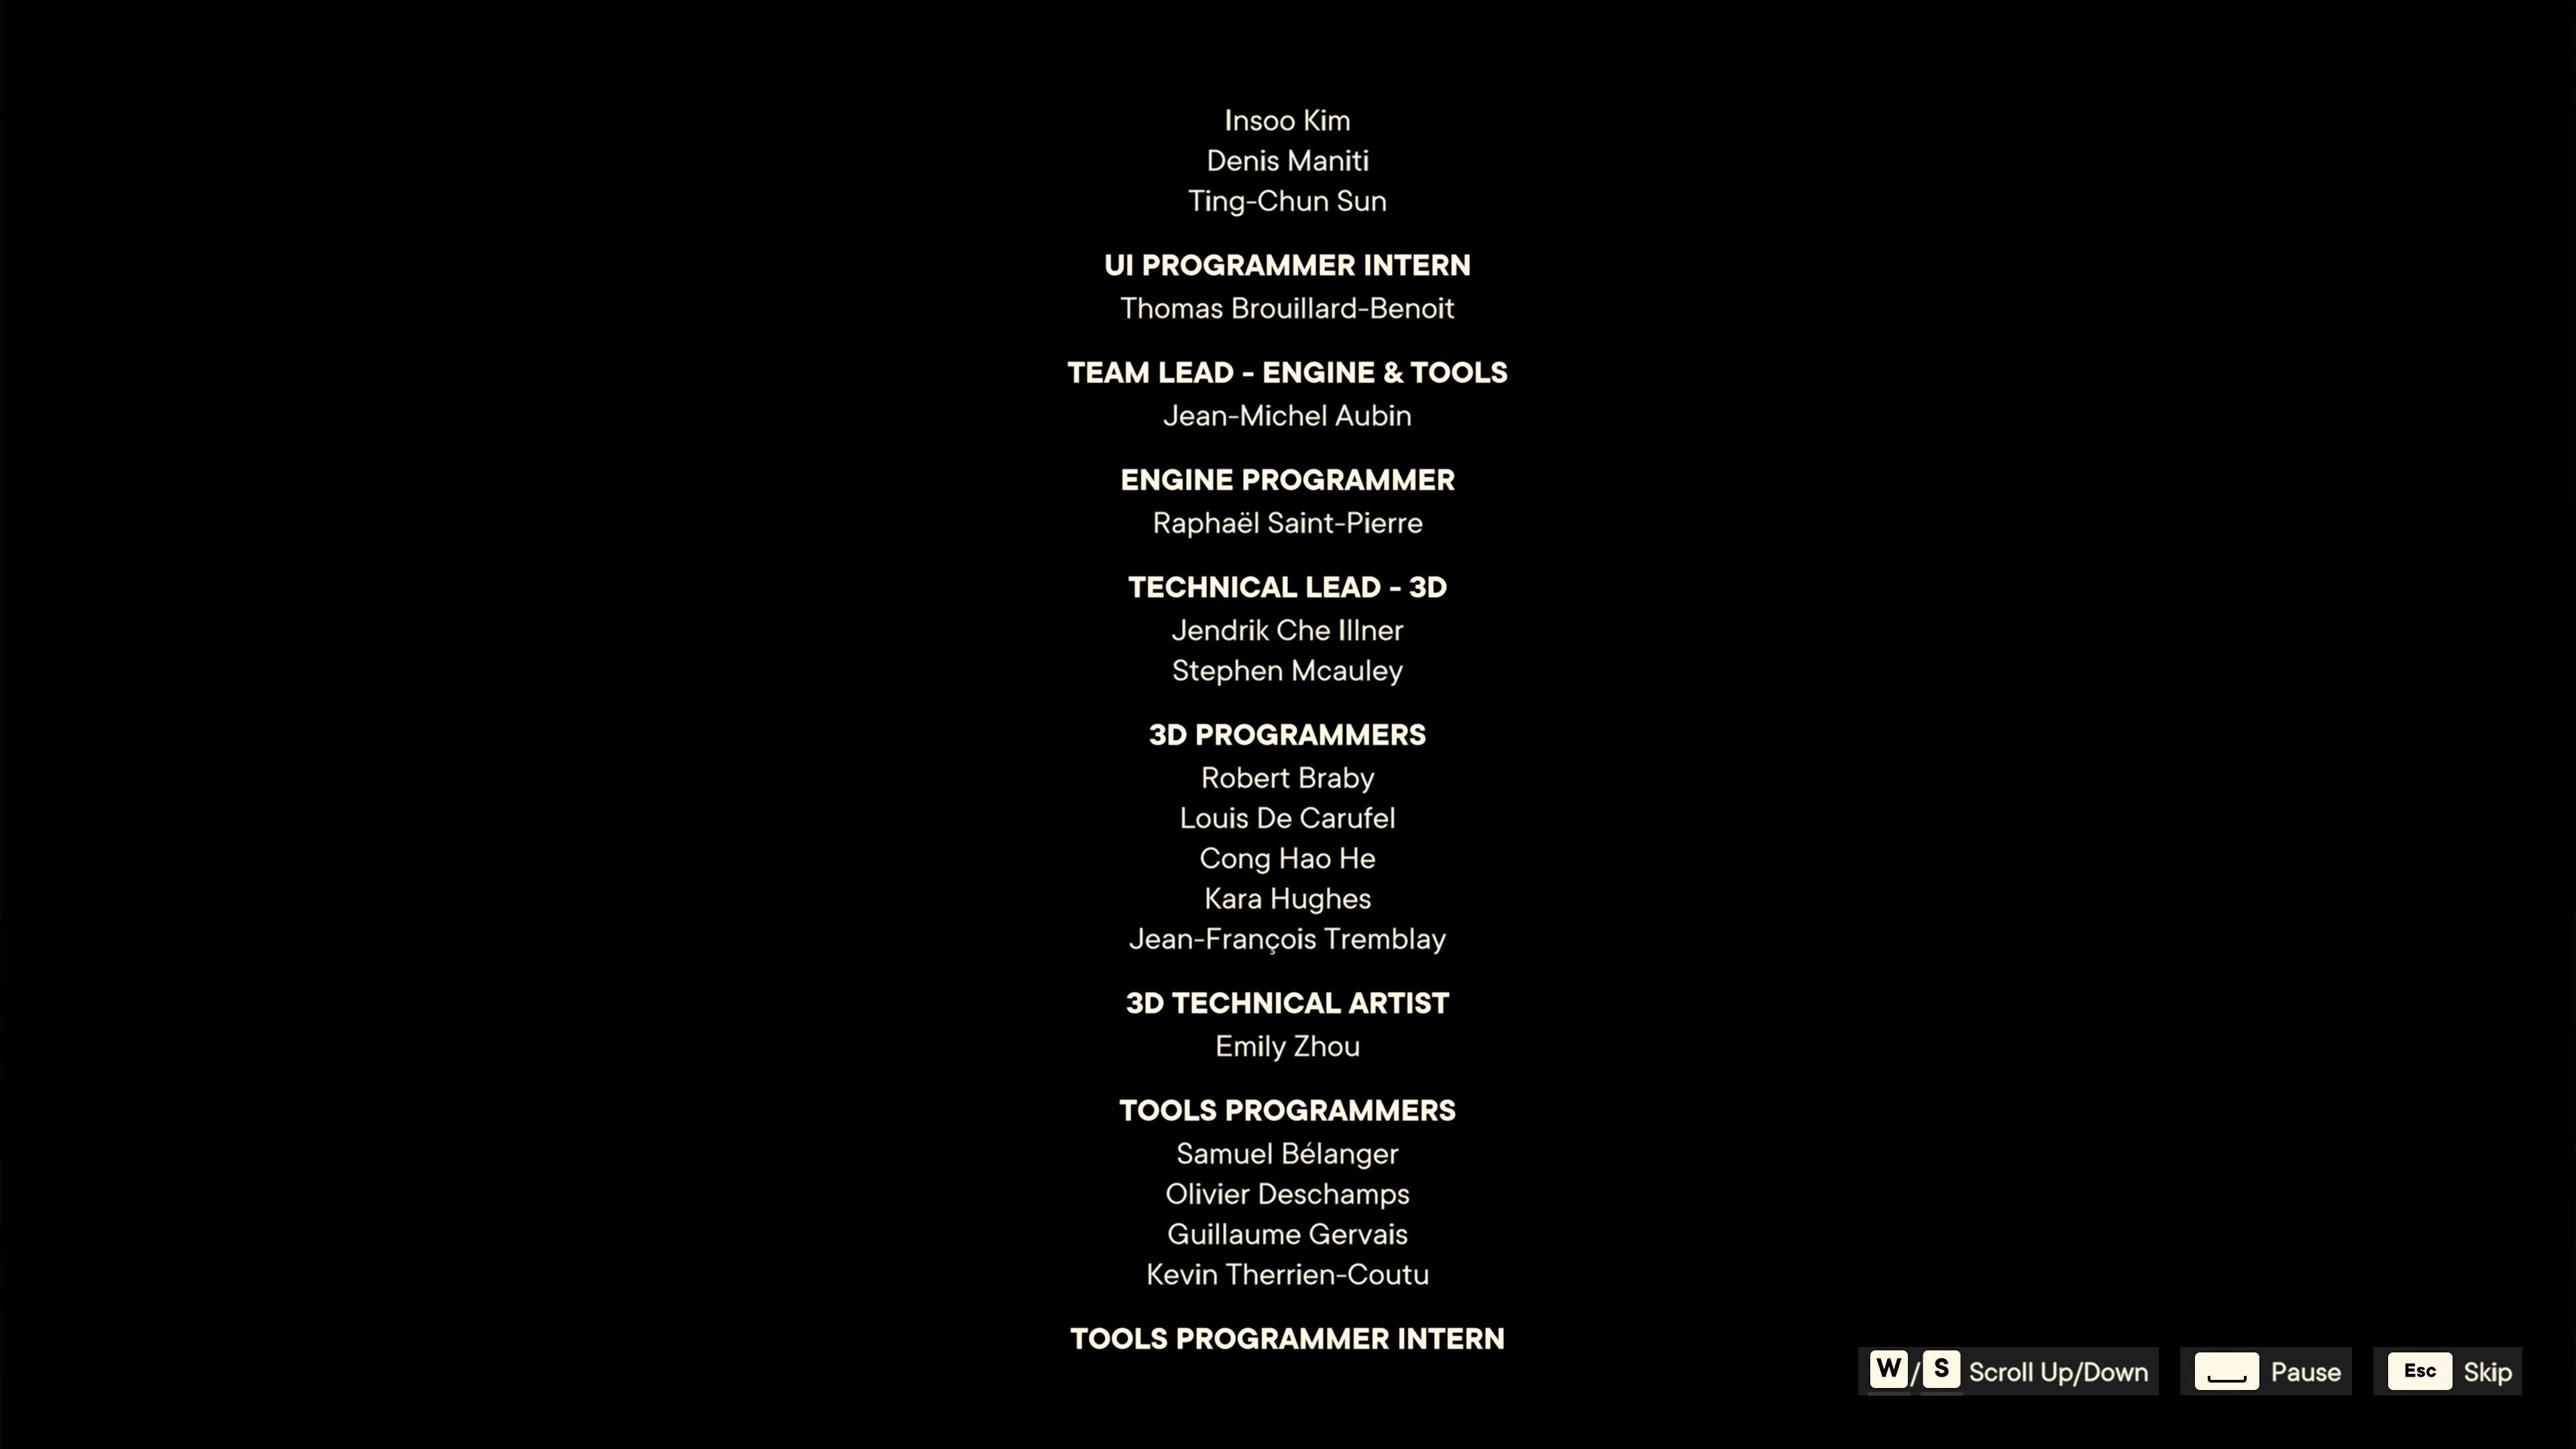 Insoo Kim
Denis Maniti
Ting-Chun Sun
UI PROGRAMMER INTERN
Thomas Brouillard-Benoit
TEAM LEAD - ENGINE & TOOLS
Jean-Michel Aubin
ENGINE PROGRAMMER
Raphaël Saint-Pierre
TECHNICAL LEAD - 3D
Jendrik Che Illner
Stephen Mcauley
3D PROGRAMMERS
Robert Braby
Louis De Carufel
Cong Hao He
Kara Hughes
Jean-François Tremblay
3D TECHNICAL ARTIST
Emily Zhou
TOOLS PROGRAMMERS
Samuel Bélanger
Olivier Deschamps
Guillaume Gervais
Kevin Therrien-Coutu
TOOLS PROGRAMMER INTERN
W/S Scroll Up/Down Pause Esc Skip